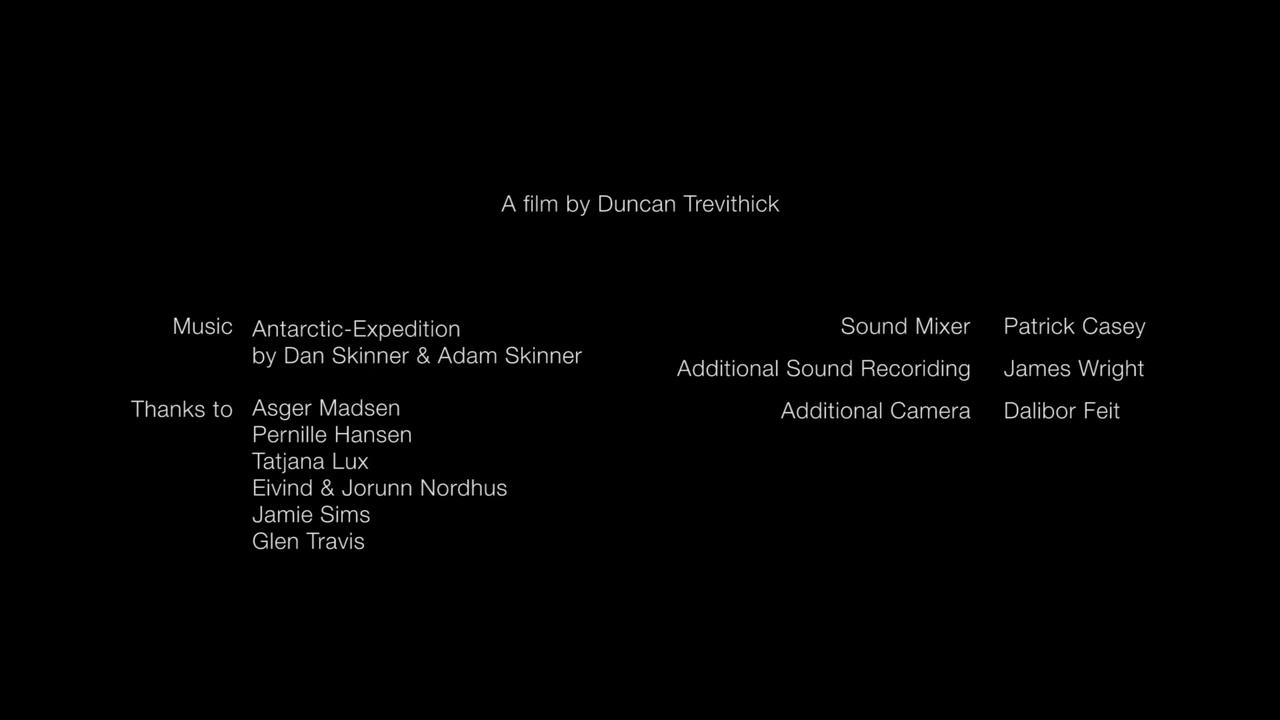 A film by Duncan Trevithick
Music Antarctic-Expedition
by Dan Skinner & Adam Skinner
Thanks to Asger Madsen
Pernille Hansen
Tatjana Lux
Eivind & Jorunn Nordhus
Jamie Sims
Glen Travis
Sound Mixer Patrick Casey
Additional Sound Recoriding James Wright
Additional Camera Dalibor Feit